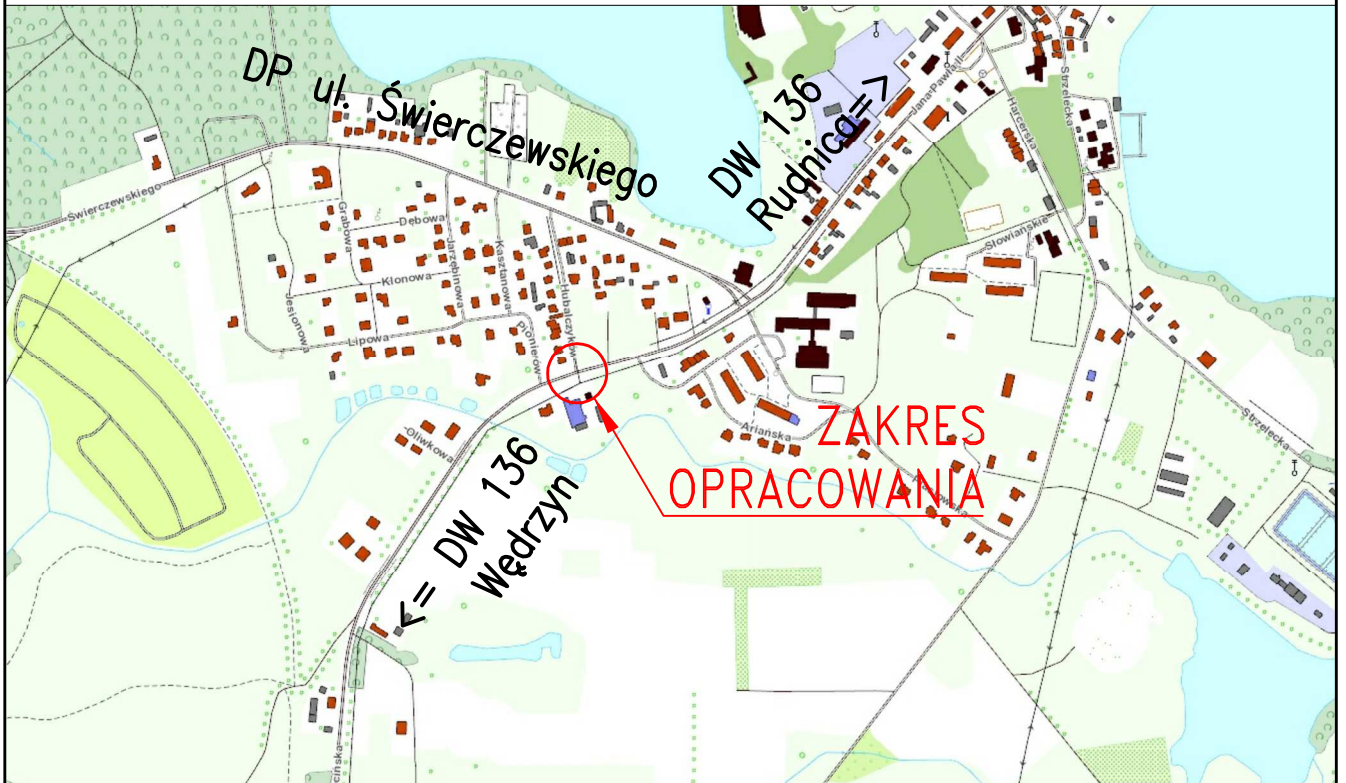 DP ul. Świerczewskiego
DW 136
Rudnica=>
Jana-Pawła-II
Harcerska
Strzelecka
Świerczewskiego
Grabowa
Dębowa
Jarzębinowa
Kasztanowa
Hubalczyków
Klonowa
Jesionowa
Lipowa
Pionierów
Słowiańskie
Oliwkowa
Ariańska
ZAKRES
OPRACOWANIA
Strzelecka
<= DW 136
Wędrzyn